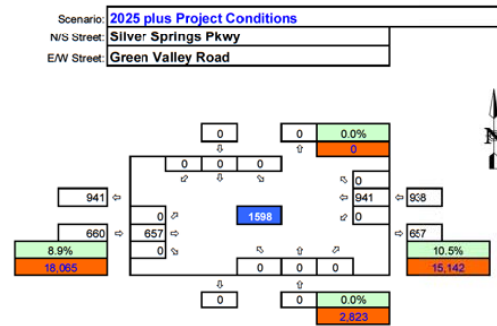 Scenario: 2025 plus Project Conditions
N/S Street: Silver Springs Pkwy
E/W Street: Green Valley Road
0 0 0.0%
0
N
0 0 0
0
941 941 938
0
0
1598
660 657 657
8.9% 0 10.5%
18,065 15,142
0 0 0
0 0 0.0%
2,823